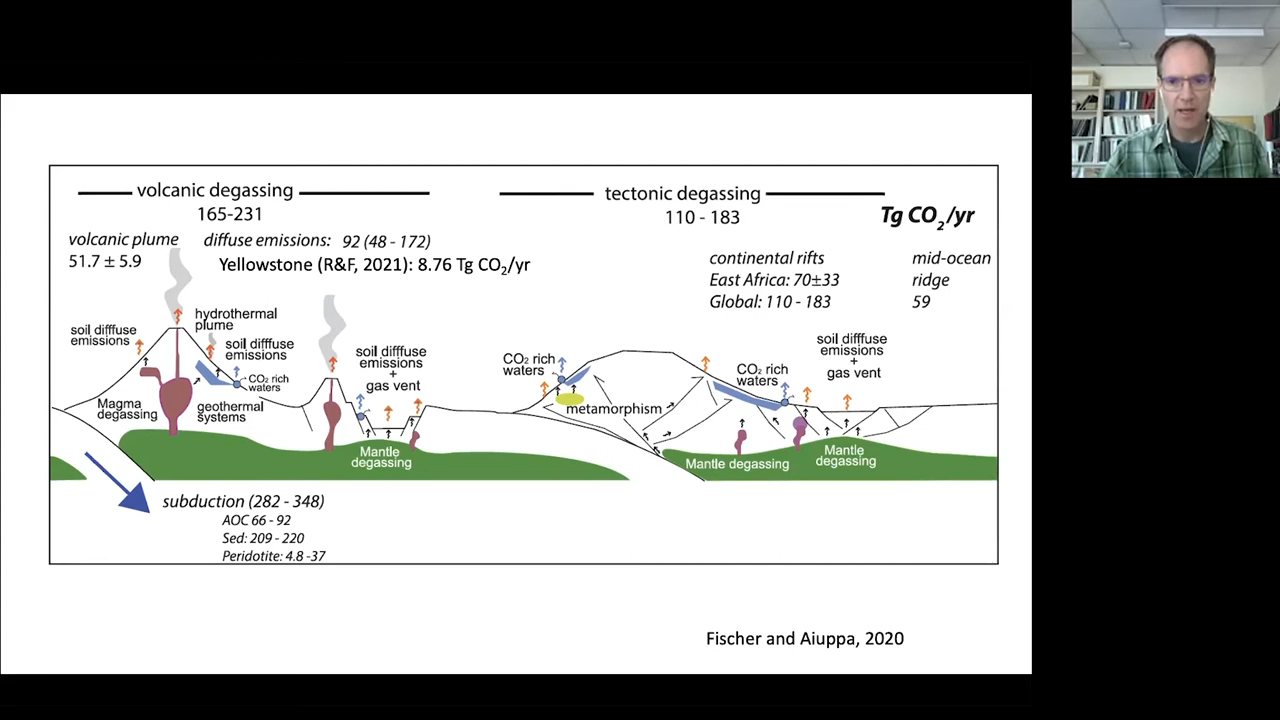 volcanic degassing
165-231
tectonic degassing
110 - 183
Tg CO₂/yr
volcanic plume
51.7 ± 5.9
diffuse emissions: 92 (48 - 172)
Yellowstone (R&F, 2021): 8.76 Tg CO₂/yr
continental rifts
East Africa: 70±33
Global: 110 - 183
mid-ocean
ridge
59
soil difffuse
emissions
hydrothermal
plume
soil difffuse
emissions
CO₂ rich
waters
Magma
degassing
geothermal
systems
soil difffuse
emissions
+
gas vent
Mantle
degassing
CO₂ rich
waters
metamorphism
CO₂ rich
waters
soil difffuse
emissions
+
gas vent
Mantle degassing
Mantle
degassing
subduction (282 - 348)
AOC 66 - 92
Sed: 209 - 220
Peridotite: 4.8 -37
Fischer and Aiuppa, 2020